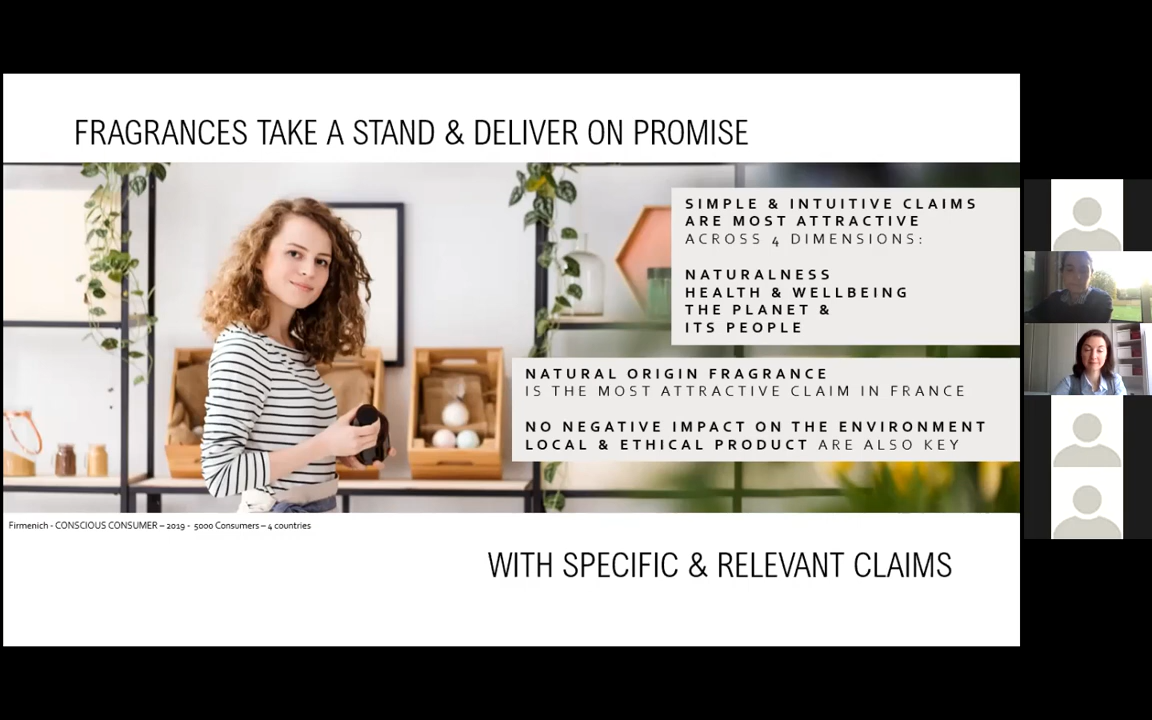 FRAGRANCES TAKE A STAND & DELIVER ON PROMISE
SIMPLE & INTUITIVE CLAIMS
ARE MOST ATTRACTIVE
ACROSS 4 DIMENSIONS:
NATURALNESS
HEALTH & WELLBEING
THE PLANET &
ITS PEOPLE
NATURAL ORIGIN FRAGRANCE
IS THE MOST ATTRACTIVE CLAIM IN FRANCE
NO NEGATIVE IMPACT ON THE ENVIRONMENT
LOCAL & ETHICAL PRODUCT ARE ALSO KEY
Firmenich - CONSCIOUS CONSUMER – 2019 - 5000 Consumers – 4 countries
WITH SPECIFIC & RELEVANT CLAIMS